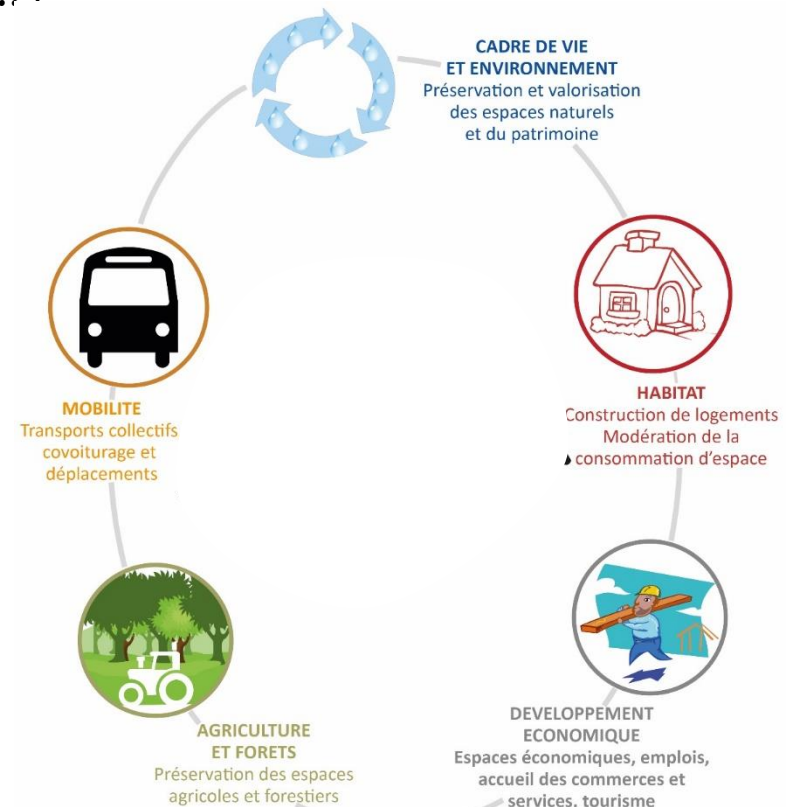 CADRE DE VIE
ET ENVIRONNEMENT
Préservation et valorisation
des espaces naturels
et du patrimoine
HABITAT
Construction de logements
Modération de la
consommation d'espace
MOBILITE
Transports collectifs
covoiturage et
déplacements
DEVELOPPEMENT
ECONOMIQUE
Espaces économiques, emplois,
accueil des commerces et
services, tourisme
AGRICULTURE
ET FORETS
Préservation des espaces
agricoles et forestiers